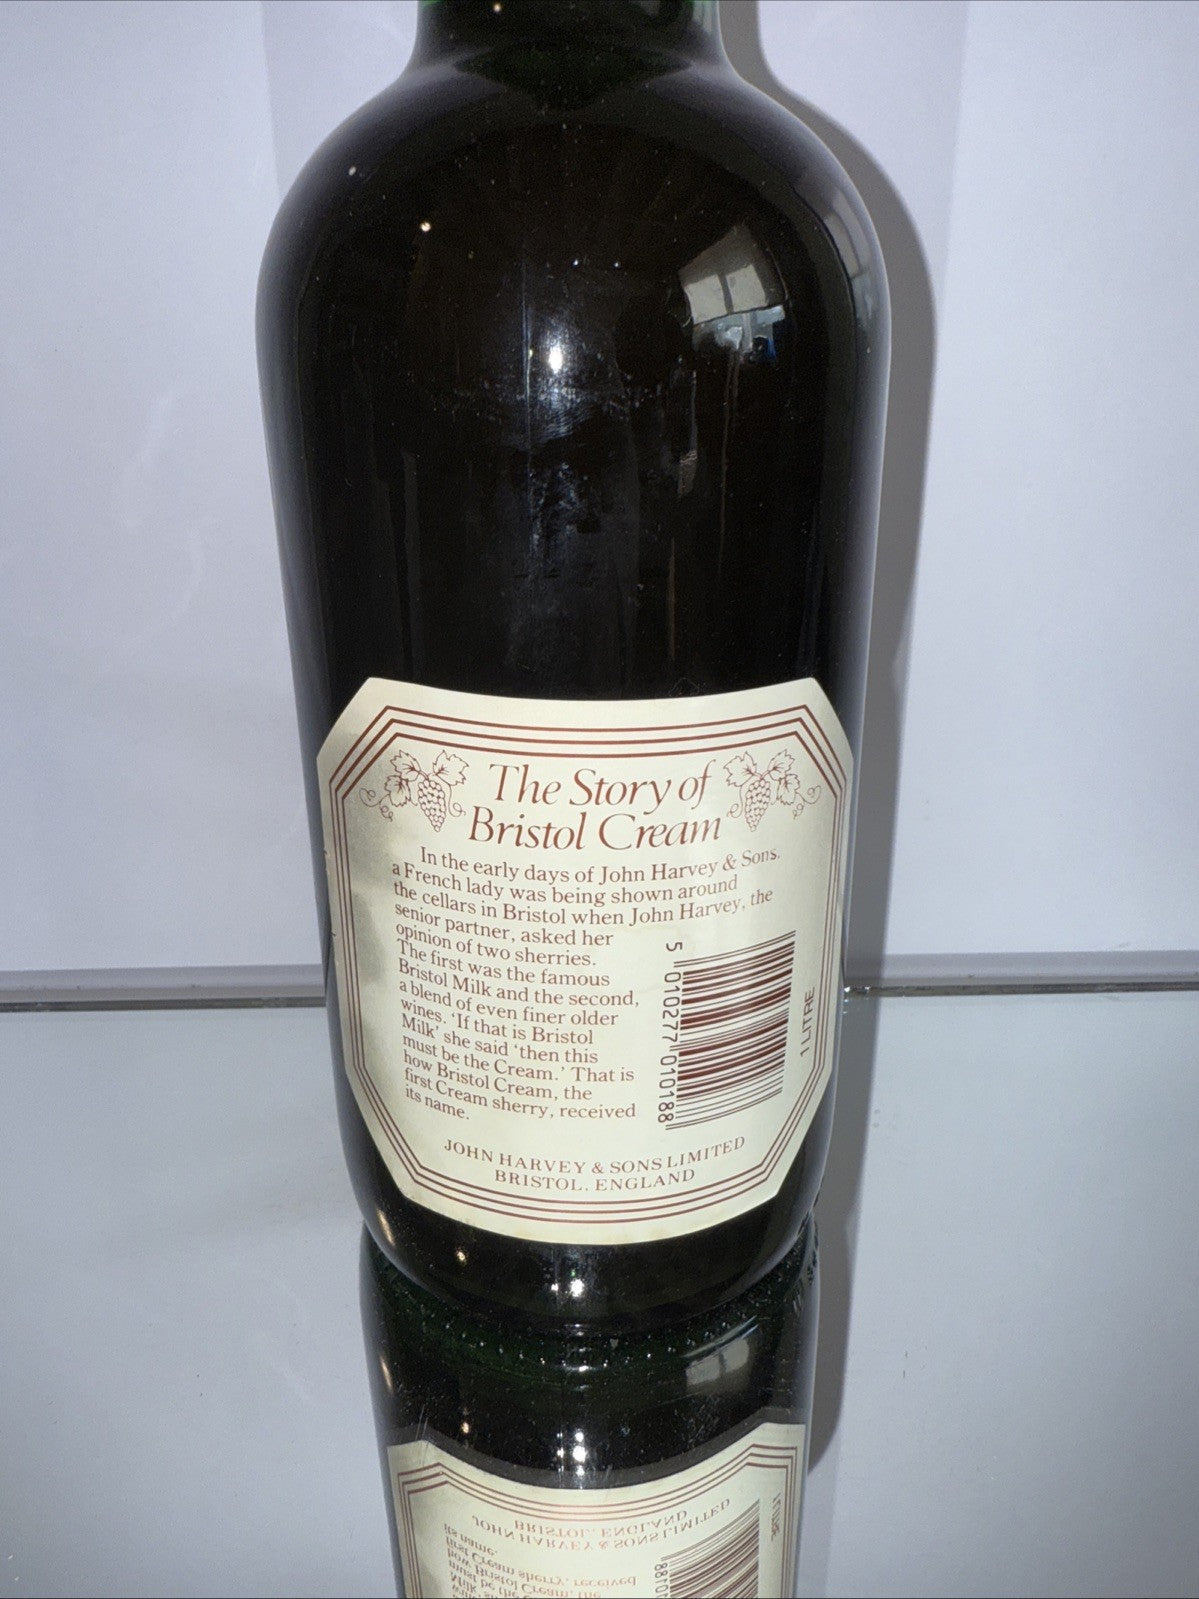 The Story of
Bristol Cream
In the early days of John Harvey & Sons,
a French lady was being shown around
the cellars in Bristol when John Harvey, the
senior partner, asked her
opinion of two sherries.
The first was the famous
Bristol Milk and the second,
a blend of even finer older
wines. ‘If that is Bristol
Milk’ she said ‘then this
must be the Cream.’ That is
how Bristol Cream, the
first Cream sherry, received
its name.
5 010277 010188
1 LITRE
JOHN HARVEY & SONS LIMITED
BRISTOL, ENGLAND